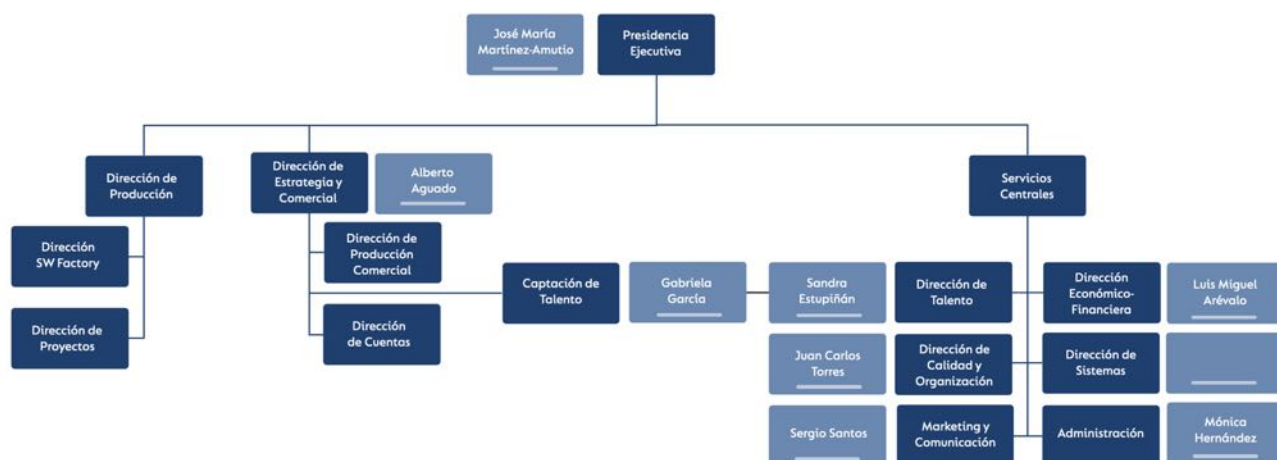 José María
Martínez-Amutio
Presidencia
Ejecutiva
Dirección de
Producción
Dirección de
Estrategia y
Comercial
Alberto
Aguado
Servicios
Centrales
Dirección
SW Factory
Dirección de
Producción
Comercial
Captación de
Talento
Gabriela
García
Sandra
Estupiñán
Dirección de
Talento
Dirección
Económico-
Financiera
Luis Miguel
Arévalo
Dirección de
Proyectos
Dirección
de Cuentas
Juan Carlos
Torres
Dirección de
Calidad y
Organización
Dirección de
Sistemas
Sergio Santos
Marketing y
Comunicación
Administración
Mónica
Hernández